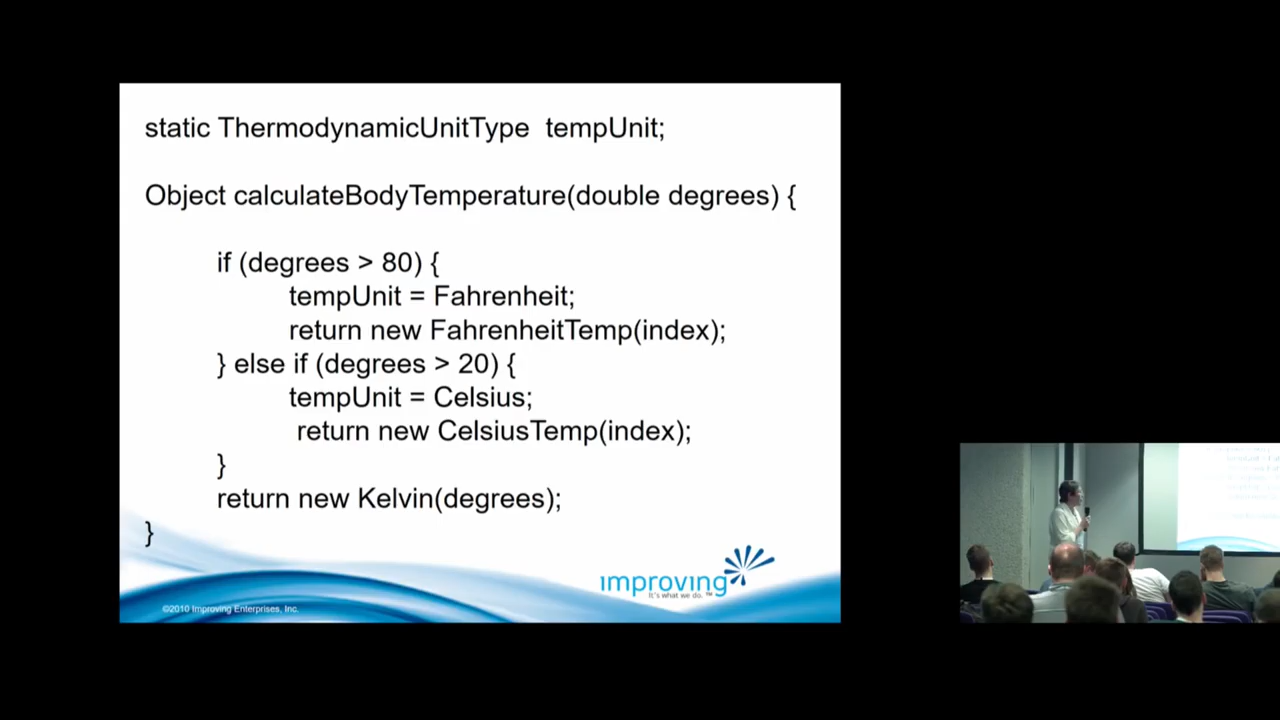 static ThermodynamicUnitType tempUnit;
Object calculateBodyTemperature(double degrees) {
if (degrees > 80) {
tempUnit = Fahrenheit;
return new FahrenheitTemp(index);
} else if (degrees > 20) {
tempUnit = Celsius;
return new CelsiusTemp(index);
}
return new Kelvin(degrees);
}
improving
It's what we do. ™
©2010 Improving Enterprises, Inc.